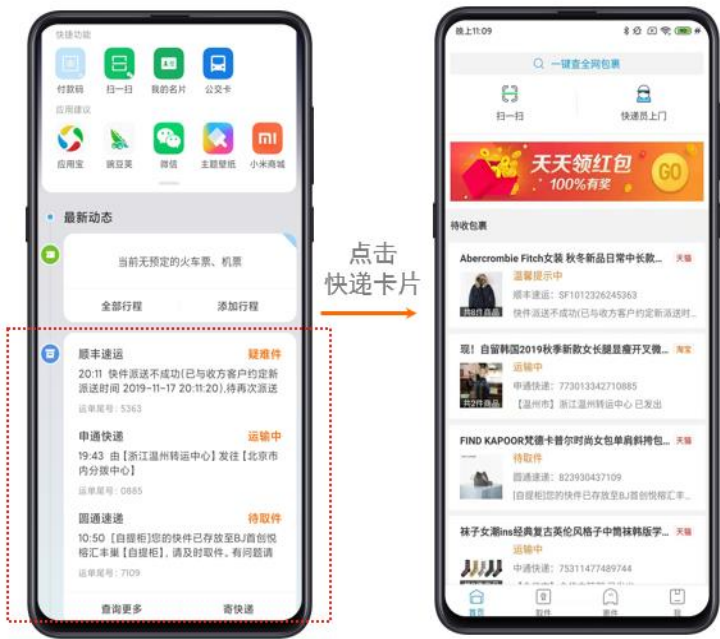 快捷功能
付款码
扫一扫
我的名片
公交卡
应用建议
应用宝
豌豆荚
微信
主题壁纸
小米商城
最新动态
当前无预定的火车票、机票
全部行程
添加行程
顺丰速运
疑难件
20:11 快件派送不成功(已与收方客户约定新
派送时间 2019-11-17 20:11:20),待再次派送
运单尾号: 5363
申通快递
运输中
19:43 由【浙江温州转运中心】发往【北京市
内分拨中心】
运单尾号: 0885
圆通速递
待取件
10:50 [自提柜]您的快件已存放至BJ首创悦
榕汇丰巢【自提柜】, 请及时取件。有问题请
运单尾号: 7109
查询更多
寄快递
点击
快递卡片
晚上11:09
一键查全网包裹
扫一扫
快递员上门
天天领红包
100%有奖
GO
待收包裹
Abercrombie Fitch女装 秋冬新品日常中长款...
天猫
温馨提示中
顺丰速运: SF1012326245363
快件派送不成功(已与收方客户约定新派送时...
共8件商品
现！自留韩国2019秋季新款女长腿显瘦开叉微...
淘宝
运输中
申通快递: 773013342710885
【温州市】浙江温州转运中心 已发出
共2件商品
FIND KAPOOR梵德卡普尔时尚女包单肩斜挎包...
天猫
待取件
圆通速递: 823930437109
[自提柜]您的快件已存放至BJ首创悦榕汇丰...
袜子女潮ins经典复古英伦风格子中筒袜韩版学...
天猫
运输中
中通快递: 75311477489744
首页
取件
寄件
我